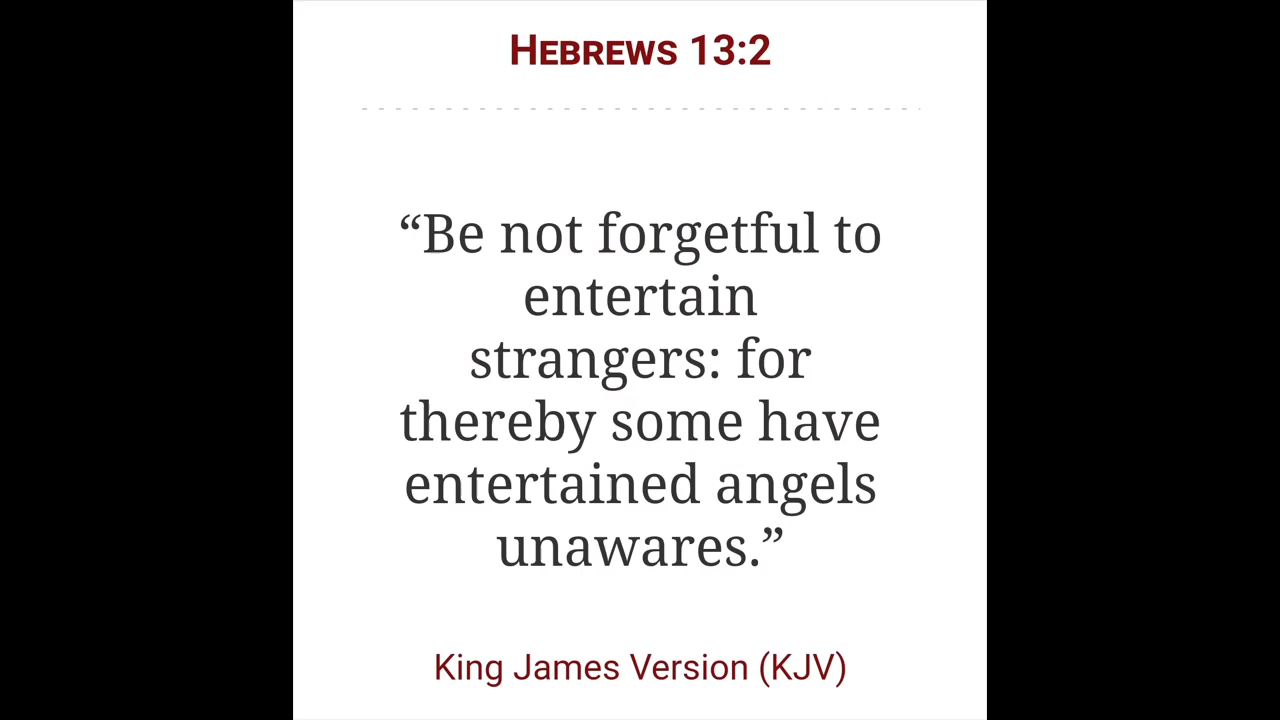 HEBREWS 13:2
“Be not forgetful to
entertain
strangers: for
thereby some have
entertained angels
unawares.”
King James Version (KJV)